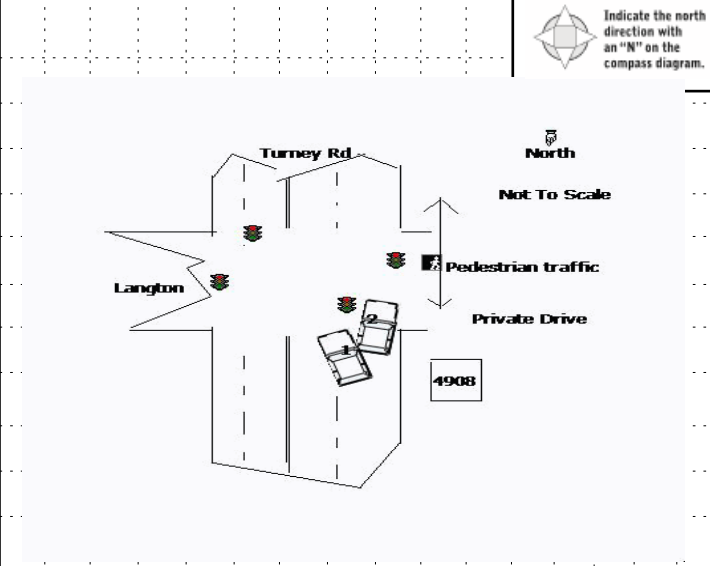 Indicate the north
direction with
an "N" on the
compass diagram.
Turney Rd
North
Not To Scale
Pedestrian traffic
Langton
Private Drive
2
1
4908